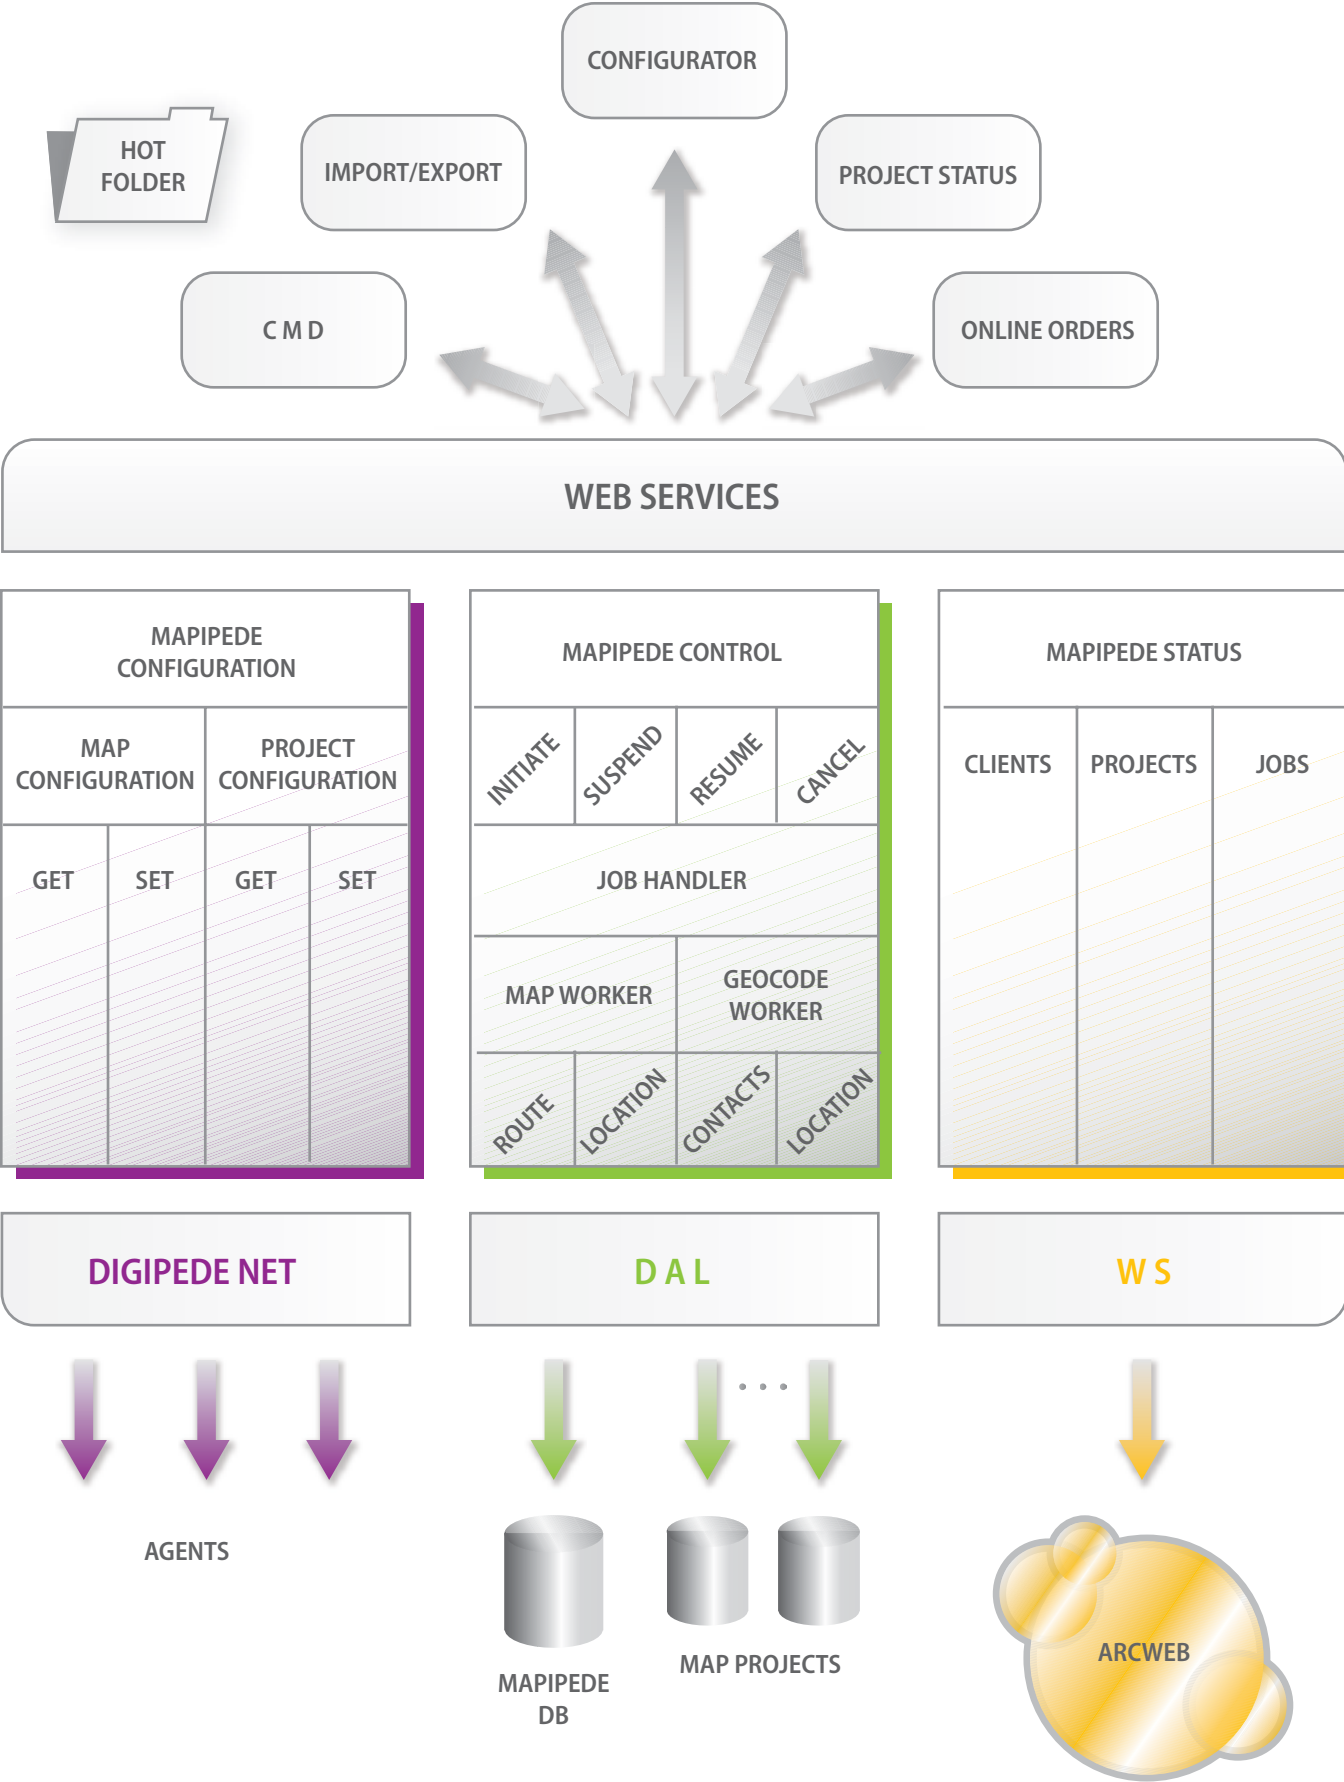 CONFIGURATOR
HOT
FOLDER
IMPORT/EXPORT
PROJECT STATUS
C M D
ONLINE ORDERS
WEB SERVICES
MAPIPEDE
CONFIGURATION
MAP
CONFIGURATION
PROJECT
CONFIGURATION
GET
SET
GET
SET
MAPIPEDE CONTROL
INITIATE
SUSPEND
RESUME
CANCEL
JOB HANDLER
MAP WORKER
GEOCODE
WORKER
ROUTE
LOCATION
CONTACTS
LOCATION
MAPIPEDE STATUS
CLIENTS
PROJECTS
JOBS
DIGIPEDE NET
D A L
W S
. . .
AGENTS
MAPIPEDE
DB
MAP PROJECTS
ARCWEB